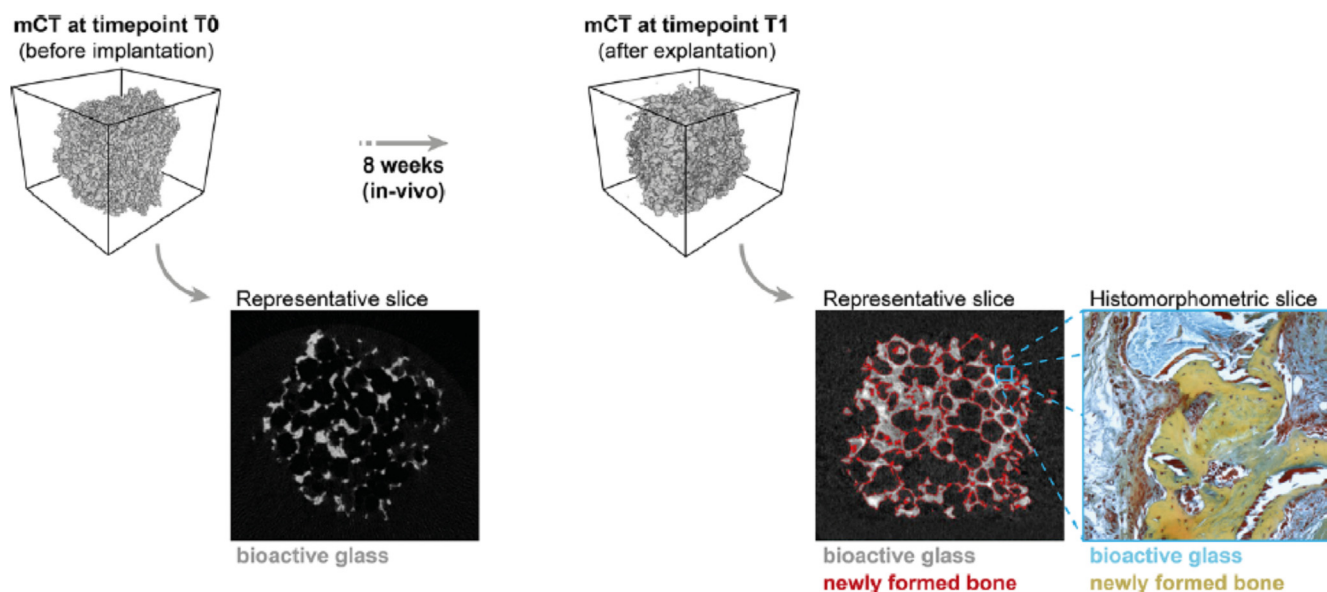 mCT at timepoint T0
(before implantation)
mCT at timepoint T1
(after explantation)
8 weeks
(in-vivo)
Representative slice
Representative slice
Histomorphometric slice
bioactive glass
bioactive glass
newly formed bone
bioactive glass
newly formed bone